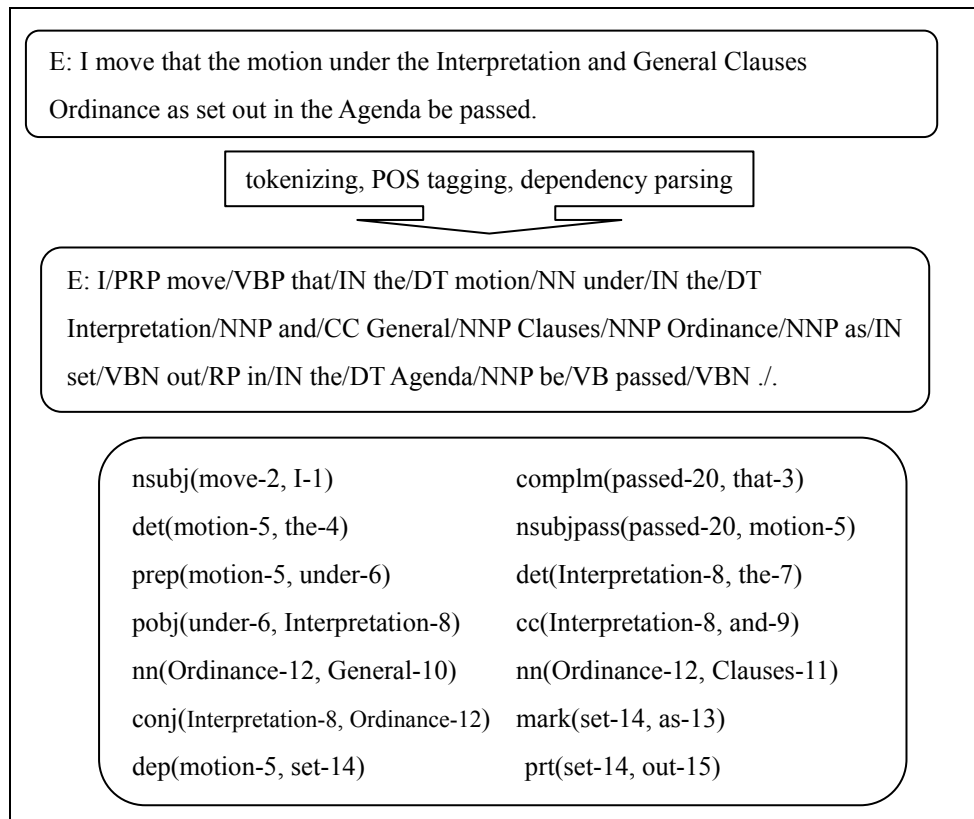 E: I move that the motion under the Interpretation and General Clauses
Ordinance as set out in the Agenda be passed.
tokenizing, POS tagging, dependency parsing
E: I/PRP move/VBP that/IN the/DT motion/NN under/IN the/DT
Interpretation/NNP and/CC General/NNP Clauses/NNP Ordinance/NNP as/IN
set/VBN out/RP in/IN the/DT Agenda/NNP be/VB passed/VBN ./.
nsubj(move-2, I-1) complm(passed-20, that-3)
det(motion-5, the-4) nsubjpass(passed-20, motion-5)
prep(motion-5, under-6) det(Interpretation-8, the-7)
pobj(under-6, Interpretation-8) cc(Interpretation-8, and-9)
nn(Ordinance-12, General-10) nn(Ordinance-12, Clauses-11)
conj(Interpretation-8, Ordinance-12) mark(set-14, as-13)
dep(motion-5, set-14) prt(set-14, out-15)